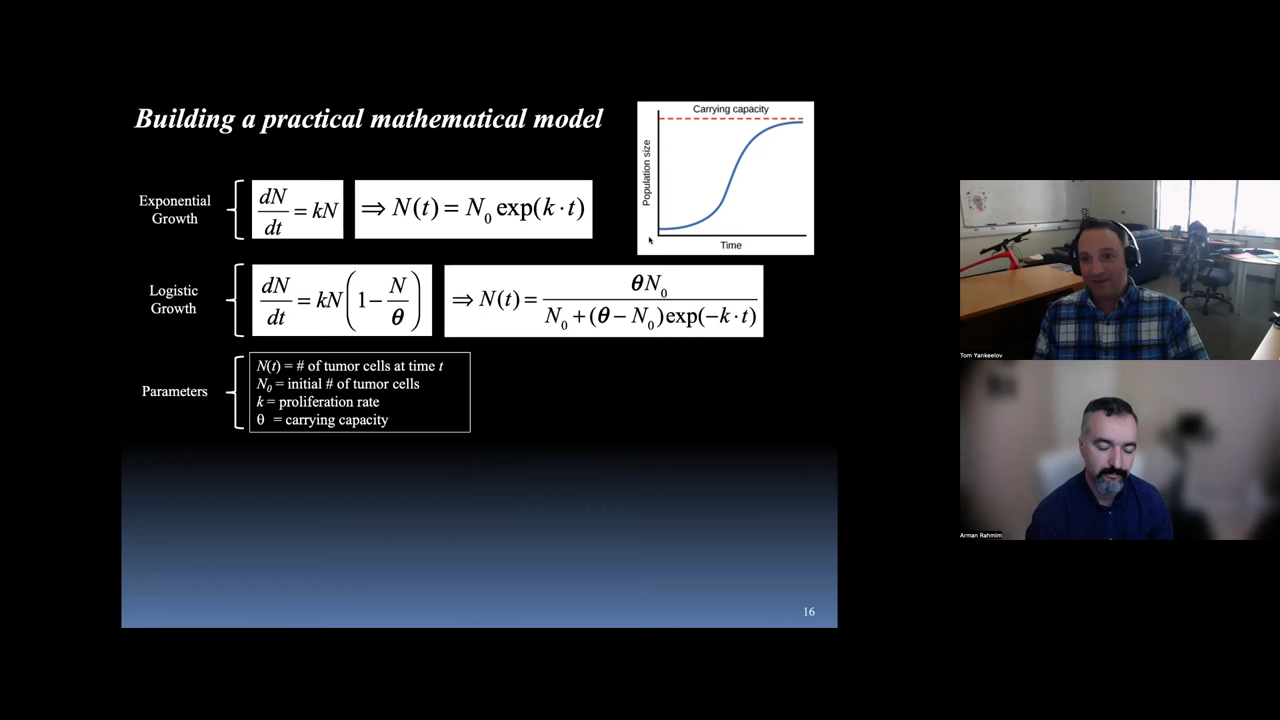 Building a practical mathematical model
Carrying capacity
Population size
Time
Exponential
Growth
dN/dt = kN
⇒ N(t) = N₀ exp(k · t)
Logistic
Growth
dN/dt = kN(1 − N/θ)
⇒ N(t) = θN₀ / (N₀ + (θ − N₀)exp(−k · t))
Parameters
N(t) = # of tumor cells at time t
N₀ = initial # of tumor cells
k = proliferation rate
θ = carrying capacity
16
Tom Yankeelov
Arman Rahmim